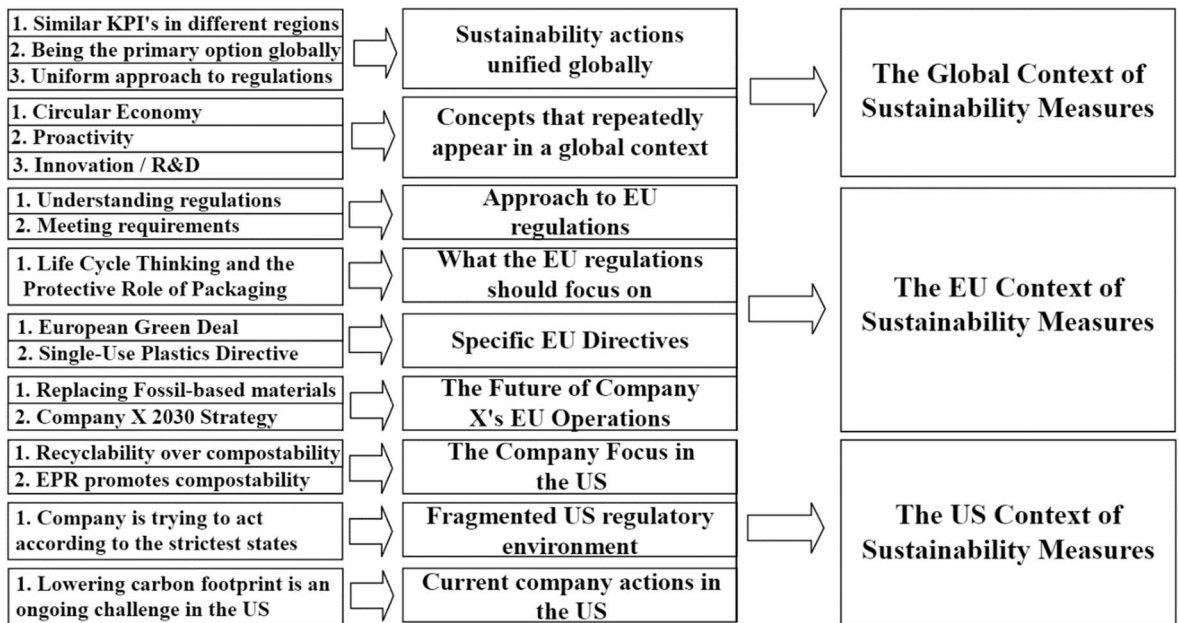 1. Similar KPI's in different regions
2. Being the primary option globally
3. Uniform approach to regulations
Sustainability actions
unified globally
1. Circular Economy
2. Proactivity
3. Innovation / R&D
Concepts that repeatedly
appear in a global context
The Global Context of
Sustainability Measures
1. Understanding regulations
2. Meeting requirements
Approach to EU
regulations
1. Life Cycle Thinking and the
Protective Role of Packaging
What the EU regulations
should focus on
1. European Green Deal
2. Single-Use Plastics Directive
Specific EU Directives
1. Replacing Fossil-based materials
2. Company X 2030 Strategy
The Future of Company
X's EU Operations
The EU Context of
Sustainability Measures
1. Recyclability over compostability
2. EPR promotes compostability
The Company Focus in
the US
1. Company is trying to act
according to the strictest states
Fragmented US regulatory
environment
1. Lowering carbon footprint is an
ongoing challenge in the US
Current company actions in
the US
The US Context of
Sustainability Measures